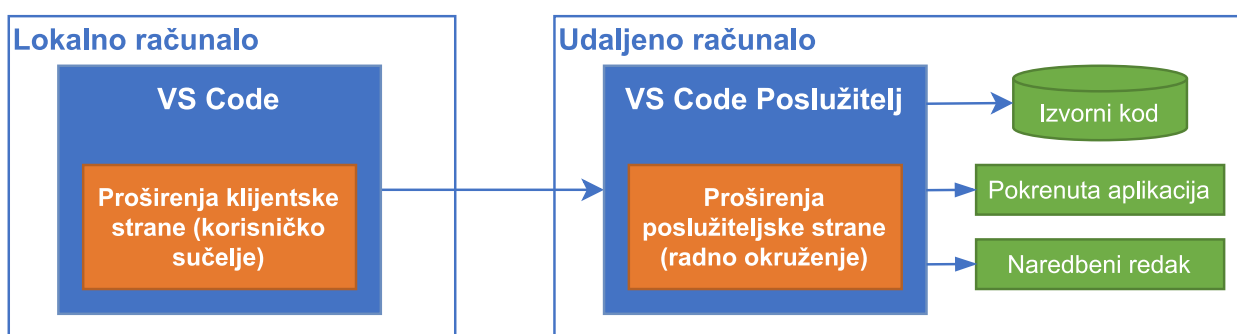 Lokalno računalo
VS Code
Proširenja klijentske
strane (korisničko
sučelje)
Udaljeno računalo
VS Code Poslužitelj
Proširenja
poslužiteljske strane
(radno okruženje)
Izvorni kod
Pokrenuta aplikacija
Naredbeni redak